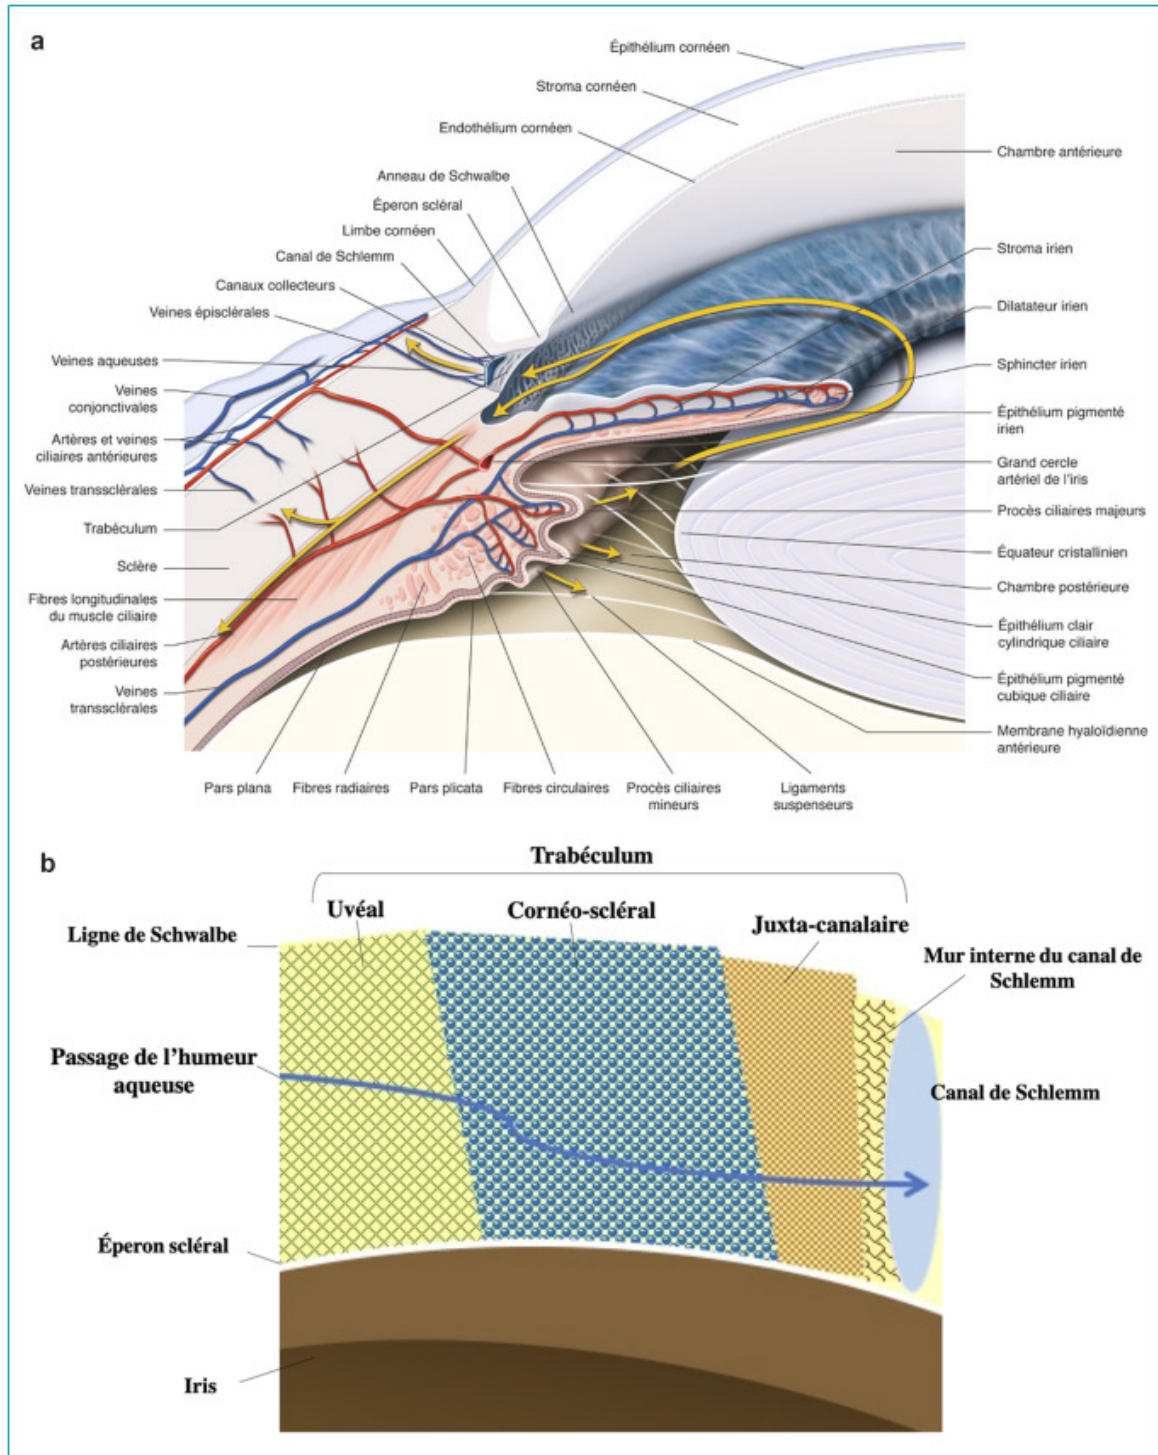 a
Épithélium cornéen
Stroma cornéen
Endothélium cornéen
Anneau de Schwalbe
Éperon scléral
Limbe cornéen
Canal de Schlemm
Canaux collecteurs
Veines épisclérales
Veines aqueuses
Veines
conjonctivales
Artères et veines
ciliaires antérieures
Veines transsclérales
Trabéculum
Sclère
Fibres longitudinales
du muscle ciliaire
Artères ciliaires
postérieures
Veines
transsclérales
Chambre antérieure
Stroma irien
Dilatateur irien
Sphincter irien
Épithélium pigmenté
irien
Grand cercle
artériel de l'iris
Procès ciliaires majeurs
Équateur cristallinien
Chambre postérieure
Épithélium clair
cylindrique ciliaire
Épithélium pigmenté
cubique ciliaire
Membrane hyaloïdienne
antérieure
Pars plana
Fibres radiaires
Pars plicata
Fibres circulaires
Procès ciliaires
mineurs
Ligaments
suspenseurs
b
Trabéculum
Uvéal
Cornéo-scléral
Juxta-canalaire
Ligne de Schwalbe
Mur interne du canal de
Schlemm
Passage de l'humeur
aqueuse
Canal de Schlemm
Éperon scléral
Iris